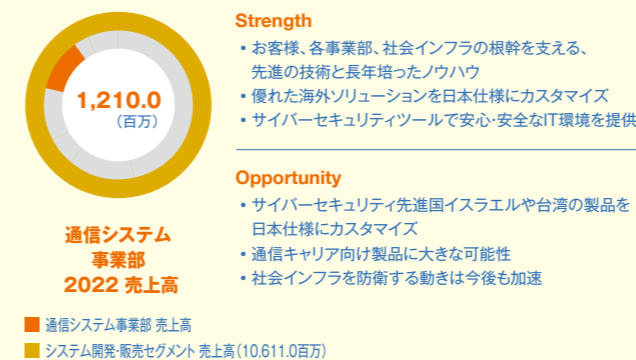 1,210.0
(百万)
通信システム
事業部
2022 売上高
Strength
• お客様、各事業部、社会インフラの根幹を支える、
先進の技術と長年培ったノウハウ
• 優れた海外ソリューションを日本仕様にカスタマイズ
• サイバーセキュリティツールで安心・安全なIT環境を提供
Opportunity
• サイバーセキュリティ先進国イスラエルや台湾の製品を
日本仕様にカスタマイズ
• 通信キャリア向け製品に大きな可能性
• 社会インフラを防衛する動きは今後も加速
通信システム事業部 売上高
システム開発・販売セグメント 売上高(10,611.0百万)